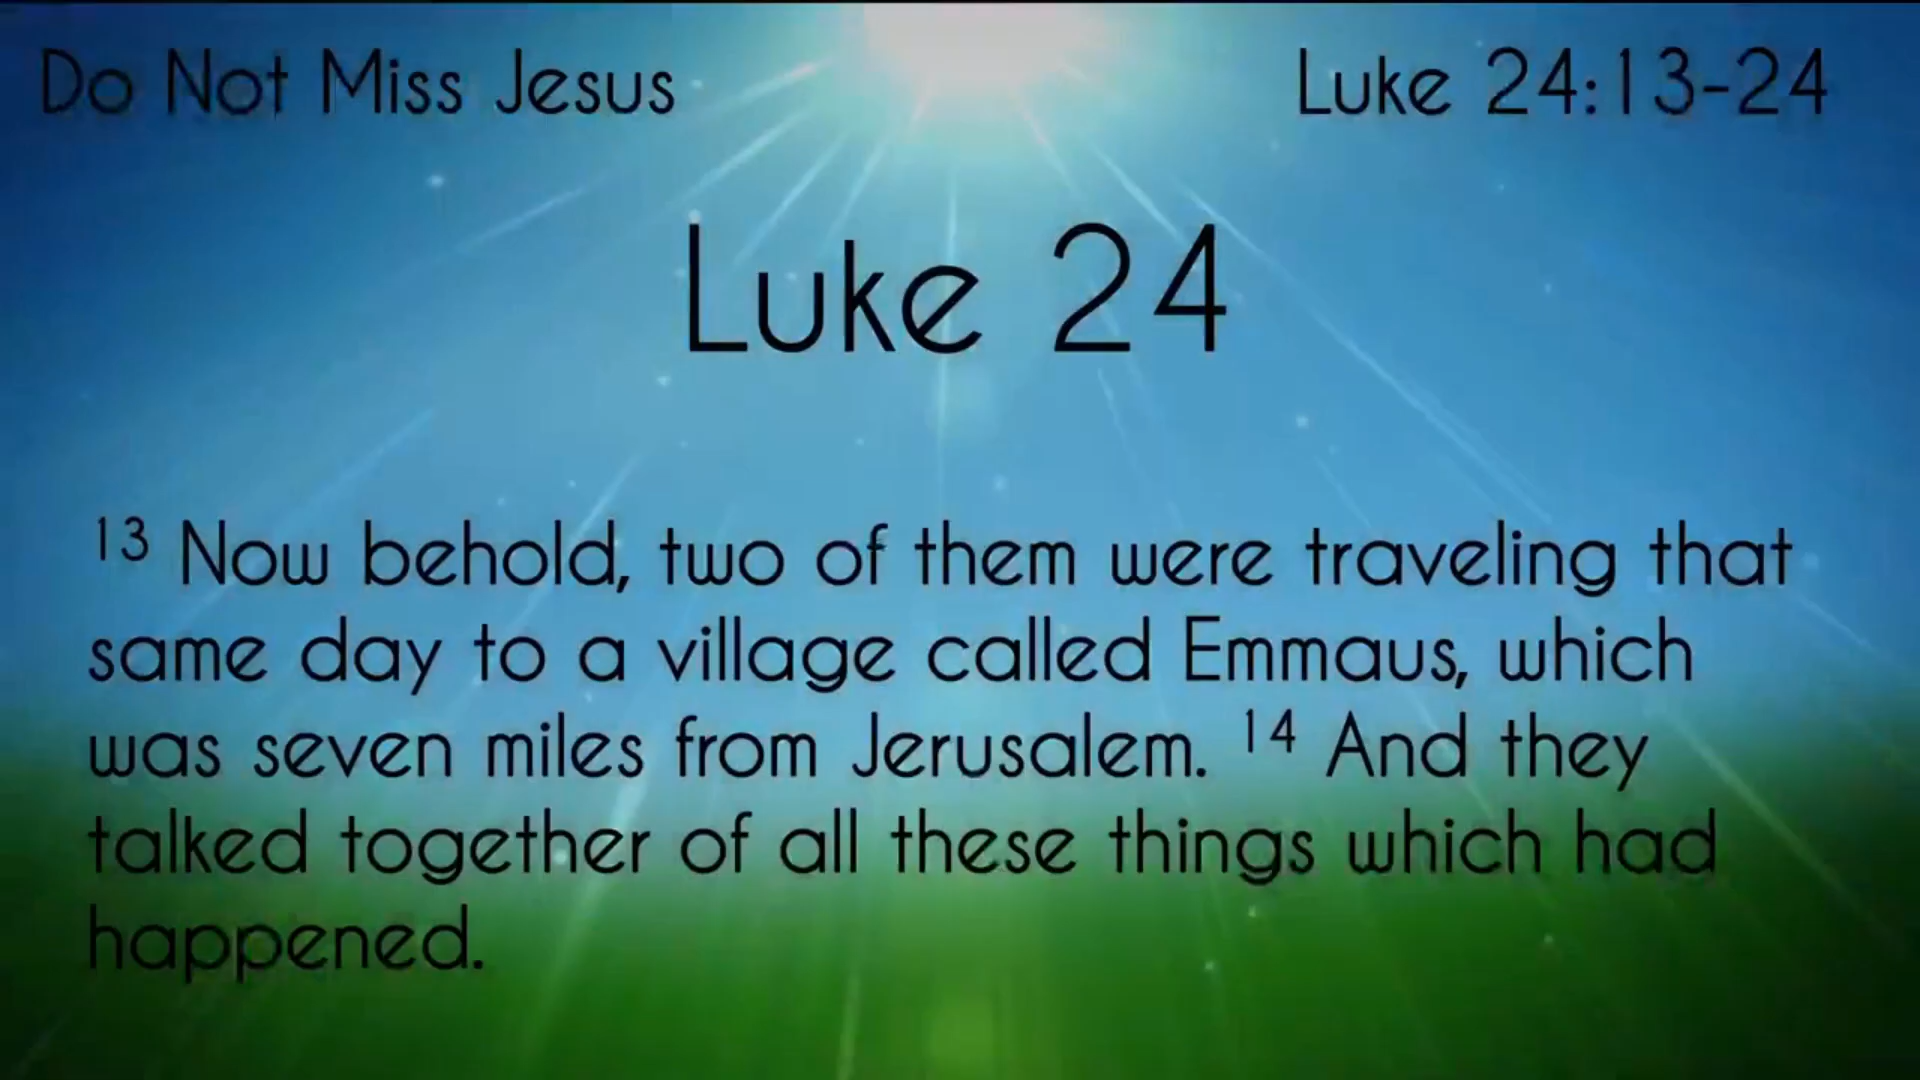 Do Not Miss Jesus
Luke 24:13-24
Luke 24
13 Now behold, two of them were traveling that
same day to a village called Emmaus, which
was seven miles from Jerusalem. 14 And they
talked together of all these things which had
happened.